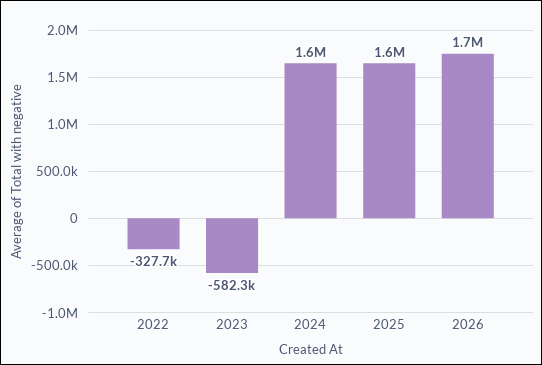 2.0M
1.5M
1.0M
500.0k
0
-500.0k
-1.0M
Average of Total with negative
-327.7k
-582.3k
1.6M
1.6M
1.7M
2022
2023
2024
2025
2026
Created At